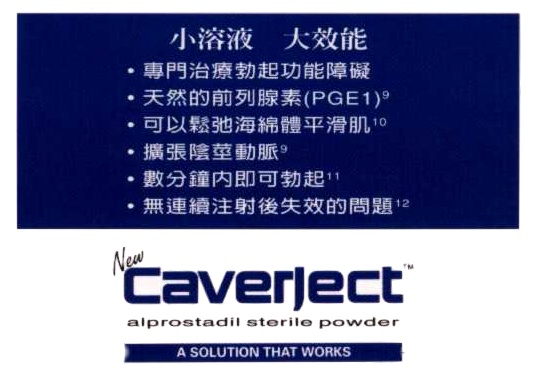 小溶液 大效能
• 專門治療勃起功能障礙
• 天然的前列腺素(PGE1)⁹
• 可以鬆弛海綿體平滑肌¹⁰
• 擴張陰莖動脈⁹
• 數分鐘内即可勃起¹¹
• 無連續注射後失效的問題¹²
New
Caverject™
alprostadil sterile powder
A SOLUTION THAT WORKS